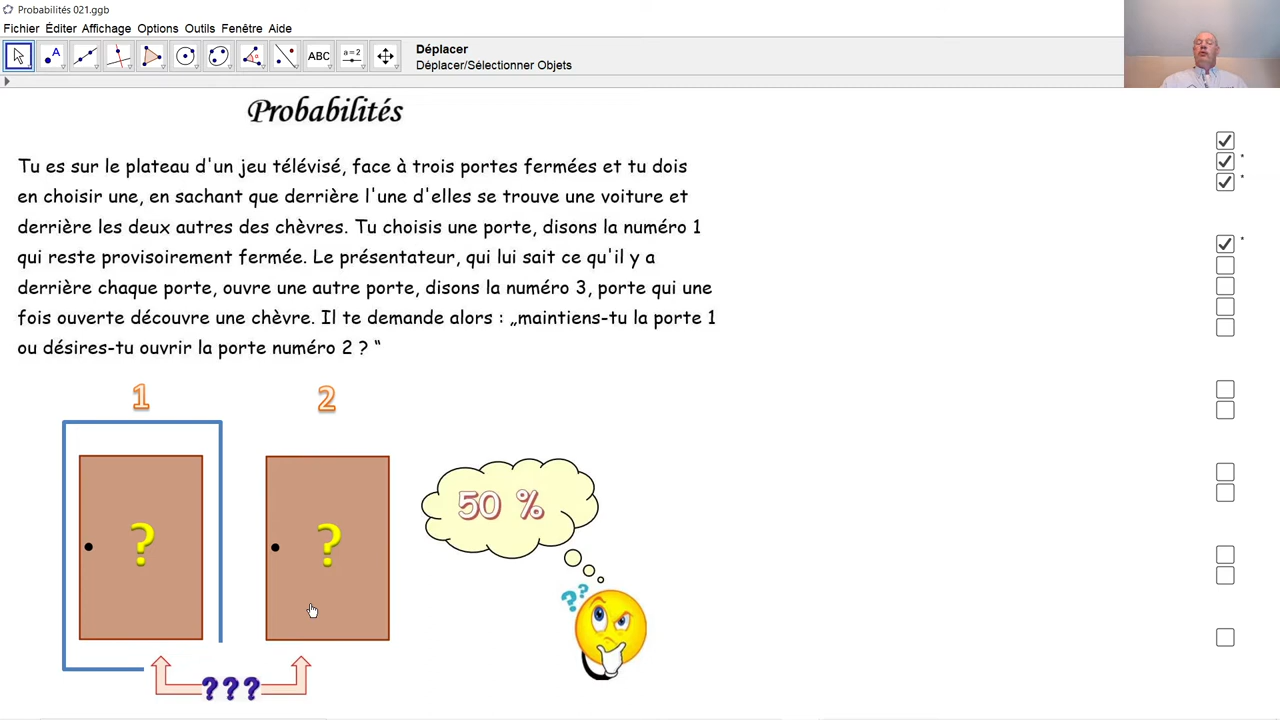 Probabilités 021.ggb
Fichier Éditer Affichage Options Outils Fenêtre Aide
A
ABC
a=2
Déplacer
Déplacer/Sélectionner Objets
Probabilités
Tu es sur le plateau d'un jeu télévisé, face à trois portes fermées et tu dois
en choisir une, en sachant que derrière l'une d'elles se trouve une voiture et
derrière les deux autres des chèvres. Tu choisis une porte, disons la numéro 1
qui reste provisoirement fermée. Le présentateur, qui lui sait ce qu'il y a
derrière chaque porte, ouvre une autre porte, disons la numéro 3, porte qui une
fois ouverte découvre une chèvre. Il te demande alors : „maintiens-tu la porte 1
ou désires-tu ouvrir la porte numéro 2 ? “
1 2
? ?
50 %
??
???